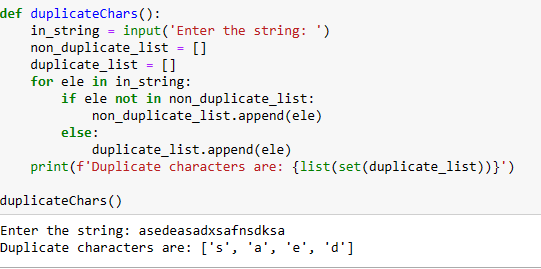 def duplicateChars():
    in_string = input('Enter the string: ')
    non_duplicate_list = []
    duplicate_list = []
    for ele in in_string:
        if ele not in non_duplicate_list:
            non_duplicate_list.append(ele)
        else:
            duplicate_list.append(ele)
    print(f'Duplicate characters are: {list(set(duplicate_list))}')
duplicateChars()
Enter the string: asedeasadxsafnsdksa
Duplicate characters are: ['s', 'a', 'e', 'd']